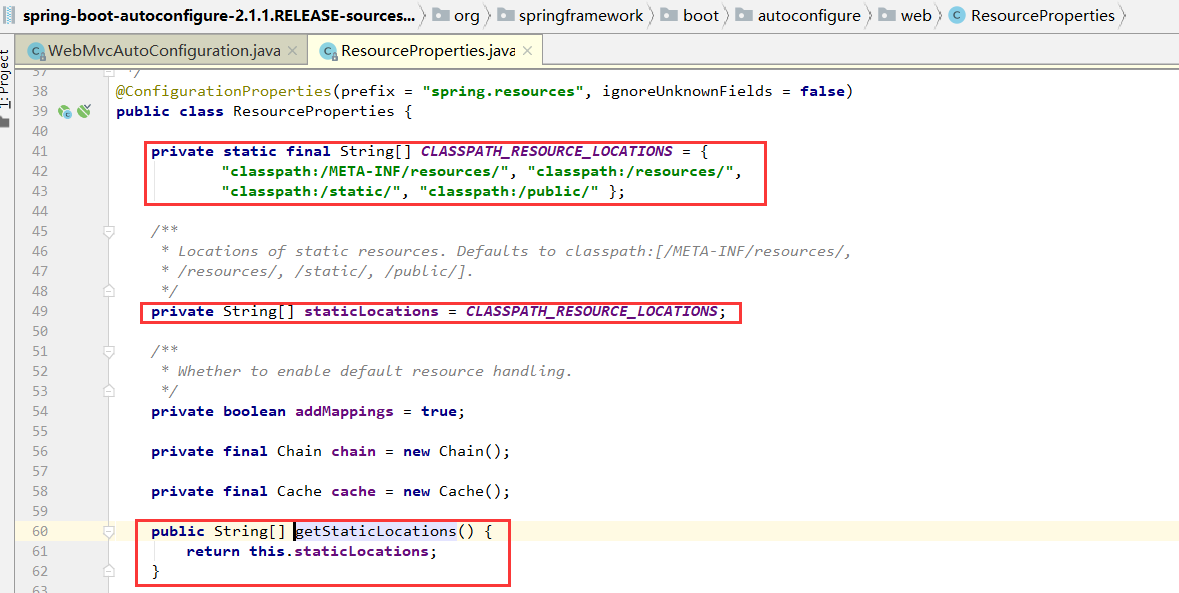 spring-boot-autoconfigure-2.1.1.RELEASE-sources... org springframework boot autoconfigure web ResourceProperties
WebMvcAutoConfiguration.java ResourceProperties.java
1: Project
37 */
38 @ConfigurationProperties(prefix = "spring.resources", ignoreUnknownFields = false)
39 public class ResourceProperties {
40
41 private static final String[] CLASSPATH_RESOURCE_LOCATIONS = {
42 "classpath:/META-INF/resources/", "classpath:/resources/",
43 "classpath:/static/", "classpath:/public/" };
44
45 /**
46 * Locations of static resources. Defaults to classpath:[/META-INF/resources/,
47 * /resources/, /static/, /public/].
48 */
49 private String[] staticLocations = CLASSPATH_RESOURCE_LOCATIONS;
50
51 /**
52 * Whether to enable default resource handling.
53 */
54 private boolean addMappings = true;
55
56 private final Chain chain = new Chain();
57
58 private final Cache cache = new Cache();
59
60 public String[] getStaticLocations() {
61 return this.staticLocations;
62 }
63